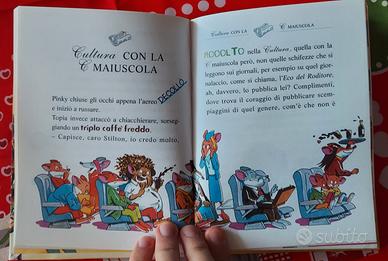 Cultura CON LA
C MAIUSCOLA
Pinky chiuse gli occhi appena l'aereo DECOLLÒ
e iniziò a russare.
Topia invece attaccò a chiacchierare, sorseg-
giando un triplo caffè freddo.
– Capisce, caro Stilton, io credo molto,
Cultura CON LA C MAIUSCOLA
MOOOLTO nella Cultura, quella con la
C maiuscola però, non quelle schifezze che si
leggono sui giornali, per esempio su quel gior-
nalaccio, come si chiama, l'Eco del Roditore,
ah, davvero, lo pubblica lei? Complimenti,
dove trova il coraggio di pubblicare scem-
piaggini di quel genere, com'è che non è
subito